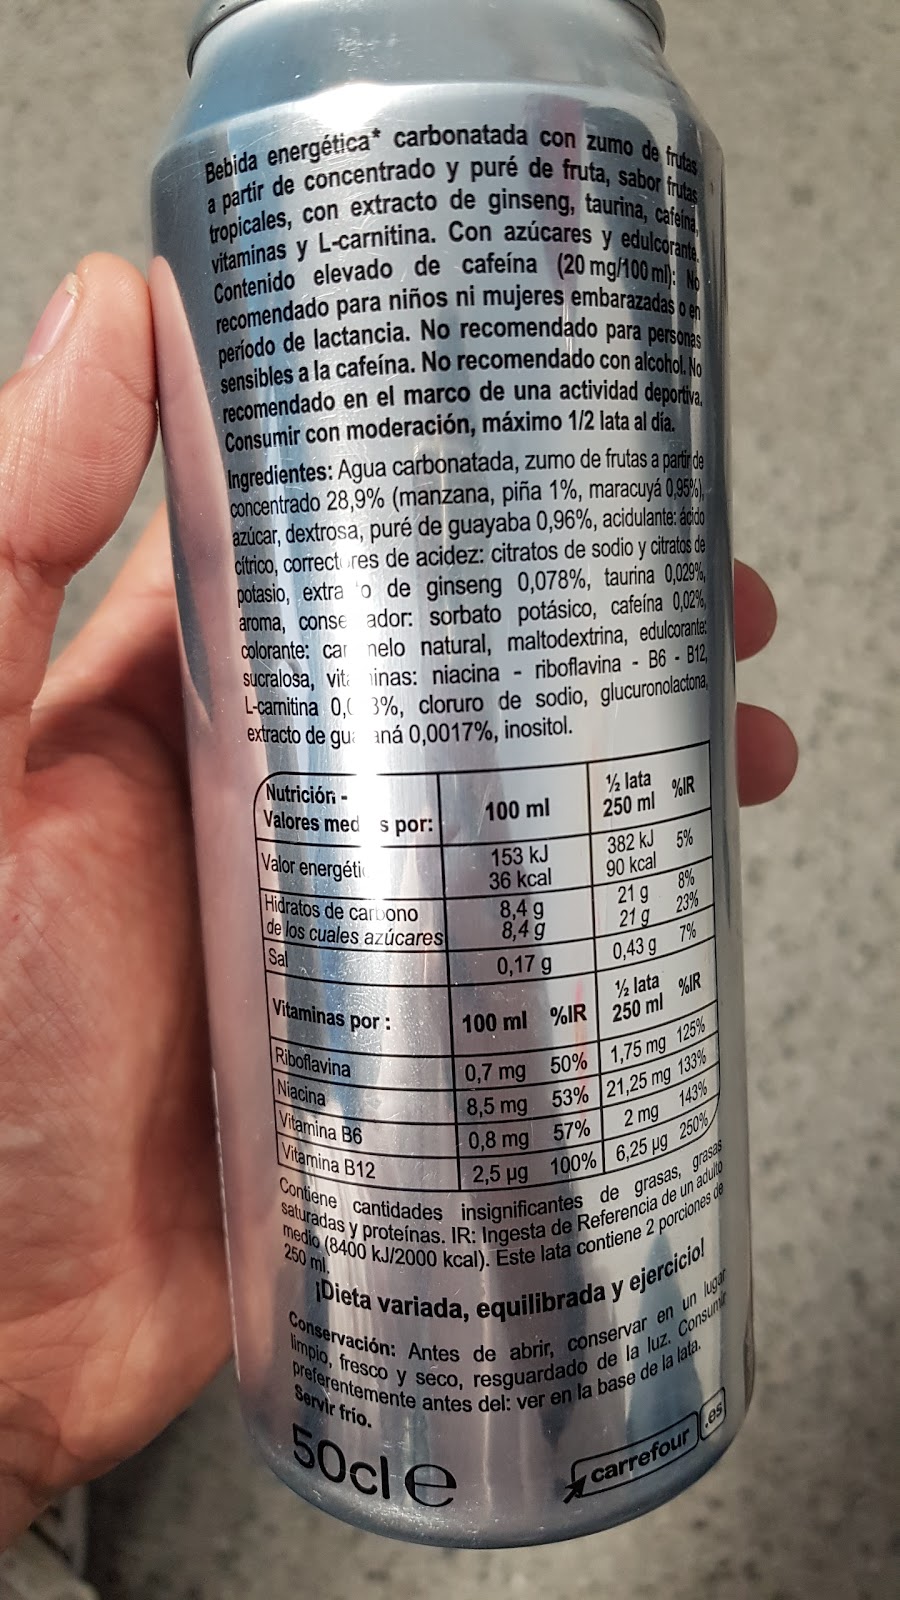 Bebida energética* carbonatada con zumo de frutas
a partir de concentrado y puré de fruta, sabor frutas
tropicales, con extracto de ginseng, taurina, cafeína,
vitaminas y L-carnitina. Con azúcares y edulcorante.
Contenido elevado de cafeína (20 mg/100 ml): No
recomendado para niños ni mujeres embarazadas o en
período de lactancia. No recomendado para personas
sensibles a la cafeína. No recomendado con alcohol. No
recomendado en el marco de una actividad deportiva.
Consumir con moderación, máximo 1/2 lata al día.
Ingredientes: Agua carbonatada, zumo de frutas a partir de
concentrado 28,9% (manzana, piña 1%, maracuyá 0,95%),
azúcar, dextrosa, puré de guayaba 0,96%, acidulante: ácido
cítrico, correctores de acidez: citratos de sodio y citratos de
potasio, extracto de ginseng 0,078%, taurina 0,029%,
aroma, conservador: sorbato potásico, cafeína 0,02%,
colorante: caramelo natural, maltodextrina, edulcorante:
sucralosa, vitaminas: niacina - riboflavina - B6 - B12,
L-carnitina cloruro de sodio, glucuronolactona,
extracto de guaraná 0,0017%, inositol.
Nutrición - Valores medios por: 100 ml ½ lata 250 ml %IR
Valor energético 153 kJ 382 kJ 5%
36 kcal 90 kcal
Hidratos de carbono 8,4 g 21 g 8%
de los cuales azúcares 8,4 g 21 g 23%
Sal 0,17 g 0,43 g 7%
Vitaminas por : 100 ml %IR ½ lata 250 ml %IR
Riboflavina 0,7 mg 50% 1,75 mg 125%
Niacina 8,5 mg 53% 21,25 mg 133%
Vitamina B6 0,8 mg 57% 2 mg 143%
Vitamina B12 2,5 µg 100% 6,25 µg 250%
Contiene cantidades insignificantes de grasas, grasas
saturadas y proteínas. IR: Ingesta de Referencia de un adulto
medio (8400 kJ/2000 kcal). Este lata contiene 2 porciones de
250 ml.
¡Dieta variada, equilibrada y ejercicio!
Conservación: Antes de abrir, conservar en un lugar
limpio, fresco y seco, resguardado de la luz. Consumir
preferentemente antes del: ver en la base de la lata.
Servir frío.
50cl e
carrefour .es